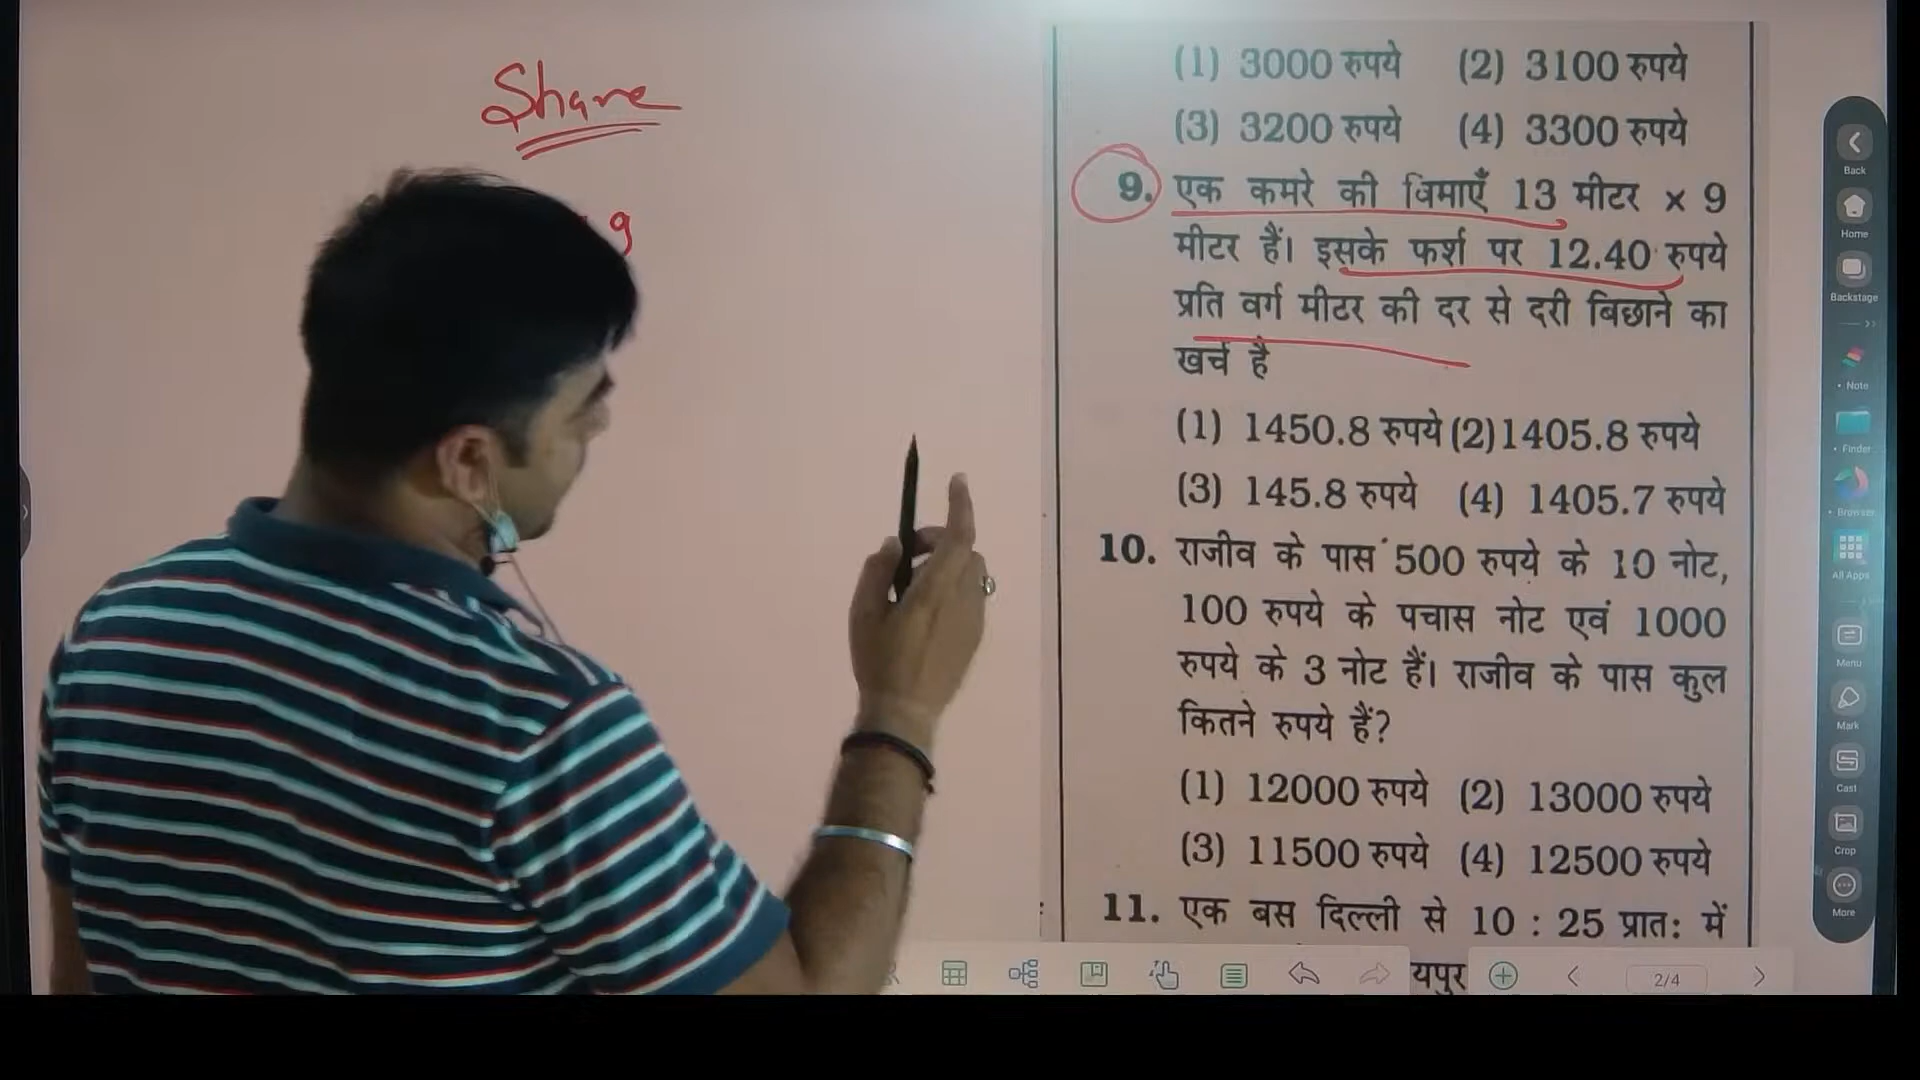 Share
9
(1) 3000 रुपये (2) 3100 रुपये
(3) 3200 रुपये (4) 3300 रुपये
9. एक कमरे की विमाएँ 13 मीटर × 9
मीटर हैं। इसके फर्श पर 12.40 रुपये
प्रति वर्ग मीटर की दर से दरी बिछाने का
खर्च है
(1) 1450.8 रुपये (2) 1405.8 रुपये
(3) 145.8 रुपये (4) 1405.7 रुपये
10. राजीव के पास 500 रुपये के 10 नोट,
100 रुपये के पचास नोट एवं 1000
रुपये के 3 नोट हैं। राजीव के पास कुल
कितने रुपये हैं?
(1) 12000 रुपये (2) 13000 रुपये
(3) 11500 रुपये (4) 12500 रुपये
11. एक बस दिल्ली से 10 : 25 प्रातः में
यपुर
2/4
Back
Home
Backstage
Note
Finder
Browser
All Apps
Menu
Mark
Cast
Crop
More